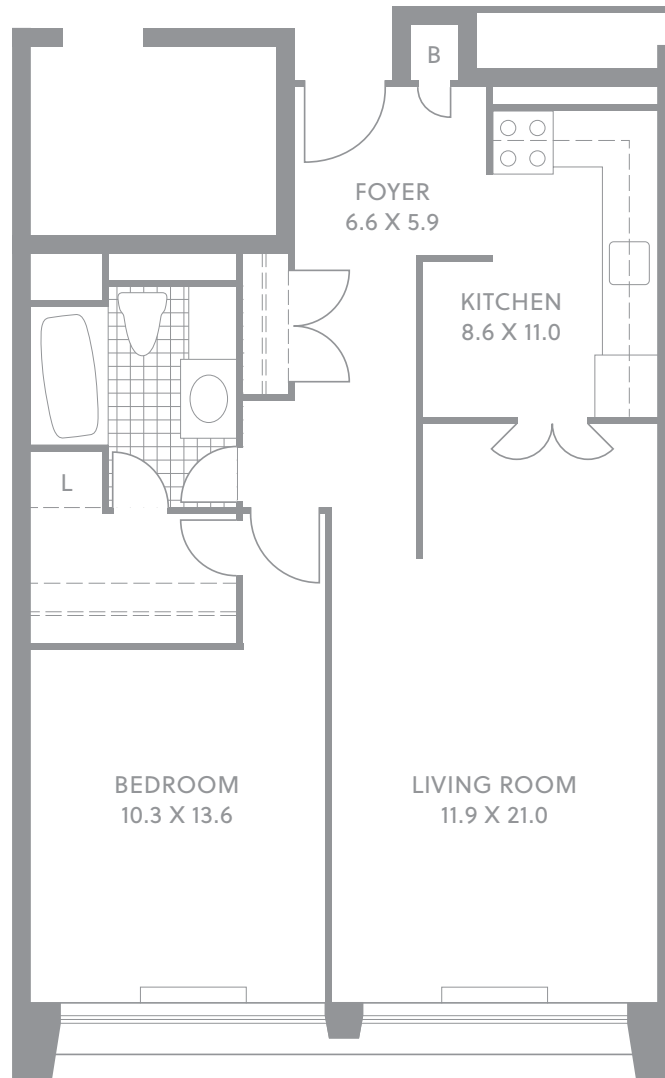 B
FOYER
6.6 X 5.9
KITCHEN
8.6 X 11.0
L
BEDROOM
10.3 X 13.6
LIVING ROOM
11.9 X 21.0